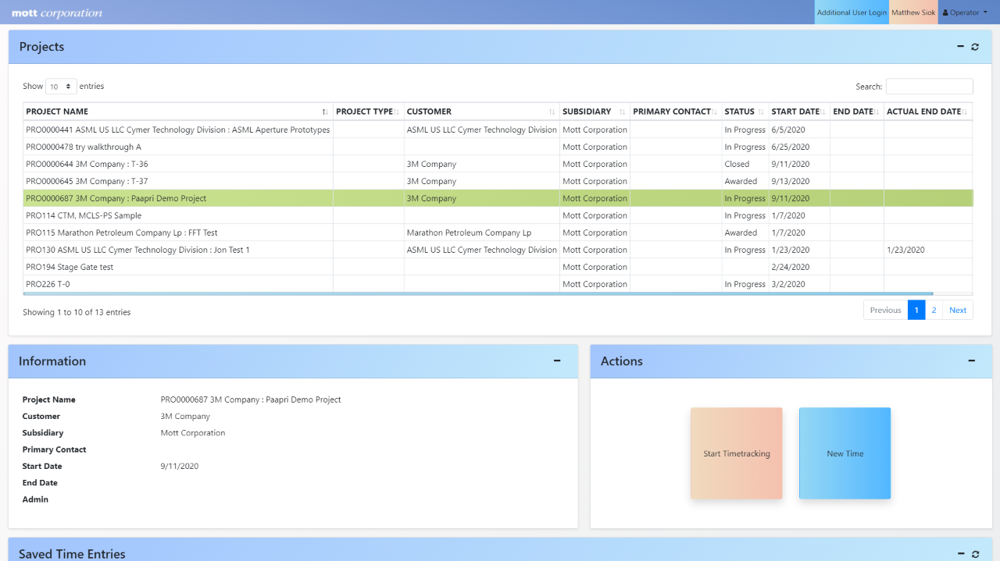 mott corporation
Additional User Login Matthew Siok Operator
Projects
Show 10 entries
Search:
PROJECT NAME PROJECT TYPE CUSTOMER SUBSIDIARY PRIMARY CONTACT STATUS START DATE END DATE ACTUAL END DATE
PRO0000441 ASML US LLC Cymer Technology Division : ASML Aperture Prototypes ASML US LLC Cymer Technology Division Mott Corporation In Progress 6/5/2020
PRO0000478 try walkthrough A Mott Corporation In Progress 6/25/2020
PRO0000644 3M Company : T-36 3M Company Mott Corporation Closed 9/11/2020
PRO0000645 3M Company : T-37 3M Company Mott Corporation Awarded 9/13/2020
PRO0000687 3M Company : Paapri Demo Project 3M Company Mott Corporation In Progress 9/11/2020
PRO114 CTM, MCLS-PS Sample Mott Corporation In Progress 1/7/2020
PRO115 Marathon Petroleum Company Lp : FFT Test Marathon Petroleum Company Lp Mott Corporation Awarded 1/7/2020
PRO130 ASML US LLC Cymer Technology Division : Jon Test 1 ASML US LLC Cymer Technology Division Mott Corporation In Progress 1/23/2020 1/23/2020
PRO194 Stage Gate test Mott Corporation 2/24/2020
PRO226 T-0 Mott Corporation In Progress 3/2/2020
Showing 1 to 10 of 13 entries
Previous 1 2 Next
Information
Project Name PRO0000687 3M Company : Paapri Demo Project
Customer 3M Company
Subsidiary Mott Corporation
Primary Contact
Start Date 9/11/2020
End Date
Admin
Actions
Start Timetracking New Time
Saved Time Entries